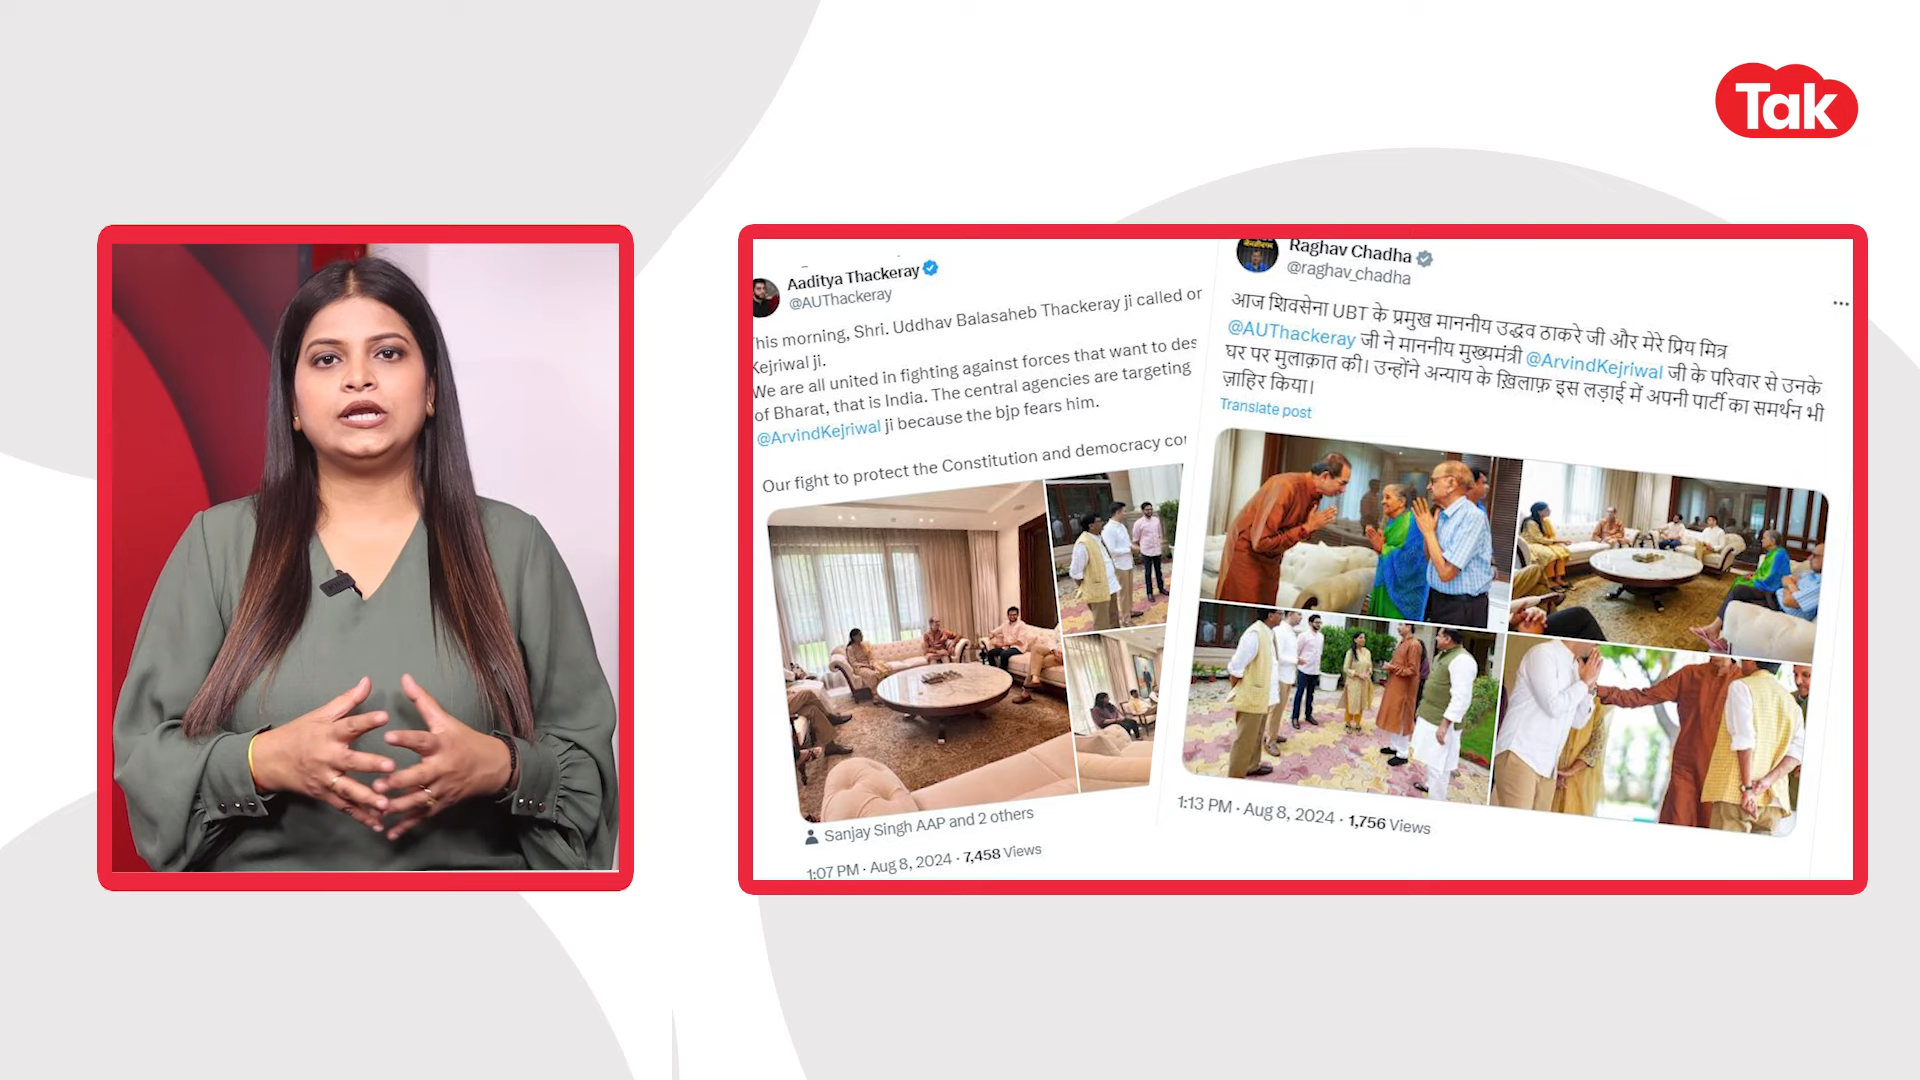 Tak
Aaditya Thackeray
@AUThackeray
his morning, Shri. Uddhav Balasaheb Thackeray ji called
Kejriwal ji.
We are all united in fighting against forces that want to des
of Bharat, that is India. The central agencies are targeting
@ArvindKejriwal ji because the bjp fears him.
Our fight to protect the Constitution and democracy
Sanjay Singh AAP and 2 others
1:07 PM · Aug 8, 2024 · 7,458 Views
Raghav Chadha
@raghav_chadha
आज शिवसेना UBT के प्रमुख माननीय उद्धव ठाकरे जी और मेरे प्रिय मित्र
@AUThackeray जी ने माननीय मुख्यमंत्री @ArvindKejriwal जी के परिवार से उनके
घर पर मुलाक़ात की। उन्होंने अन्याय के ख़िलाफ़ इस लड़ाई में अपनी पार्टी का समर्थन भी
ज़ाहिर किया।
Translate post
1:13 PM · Aug 8, 2024 · 1,756 Views